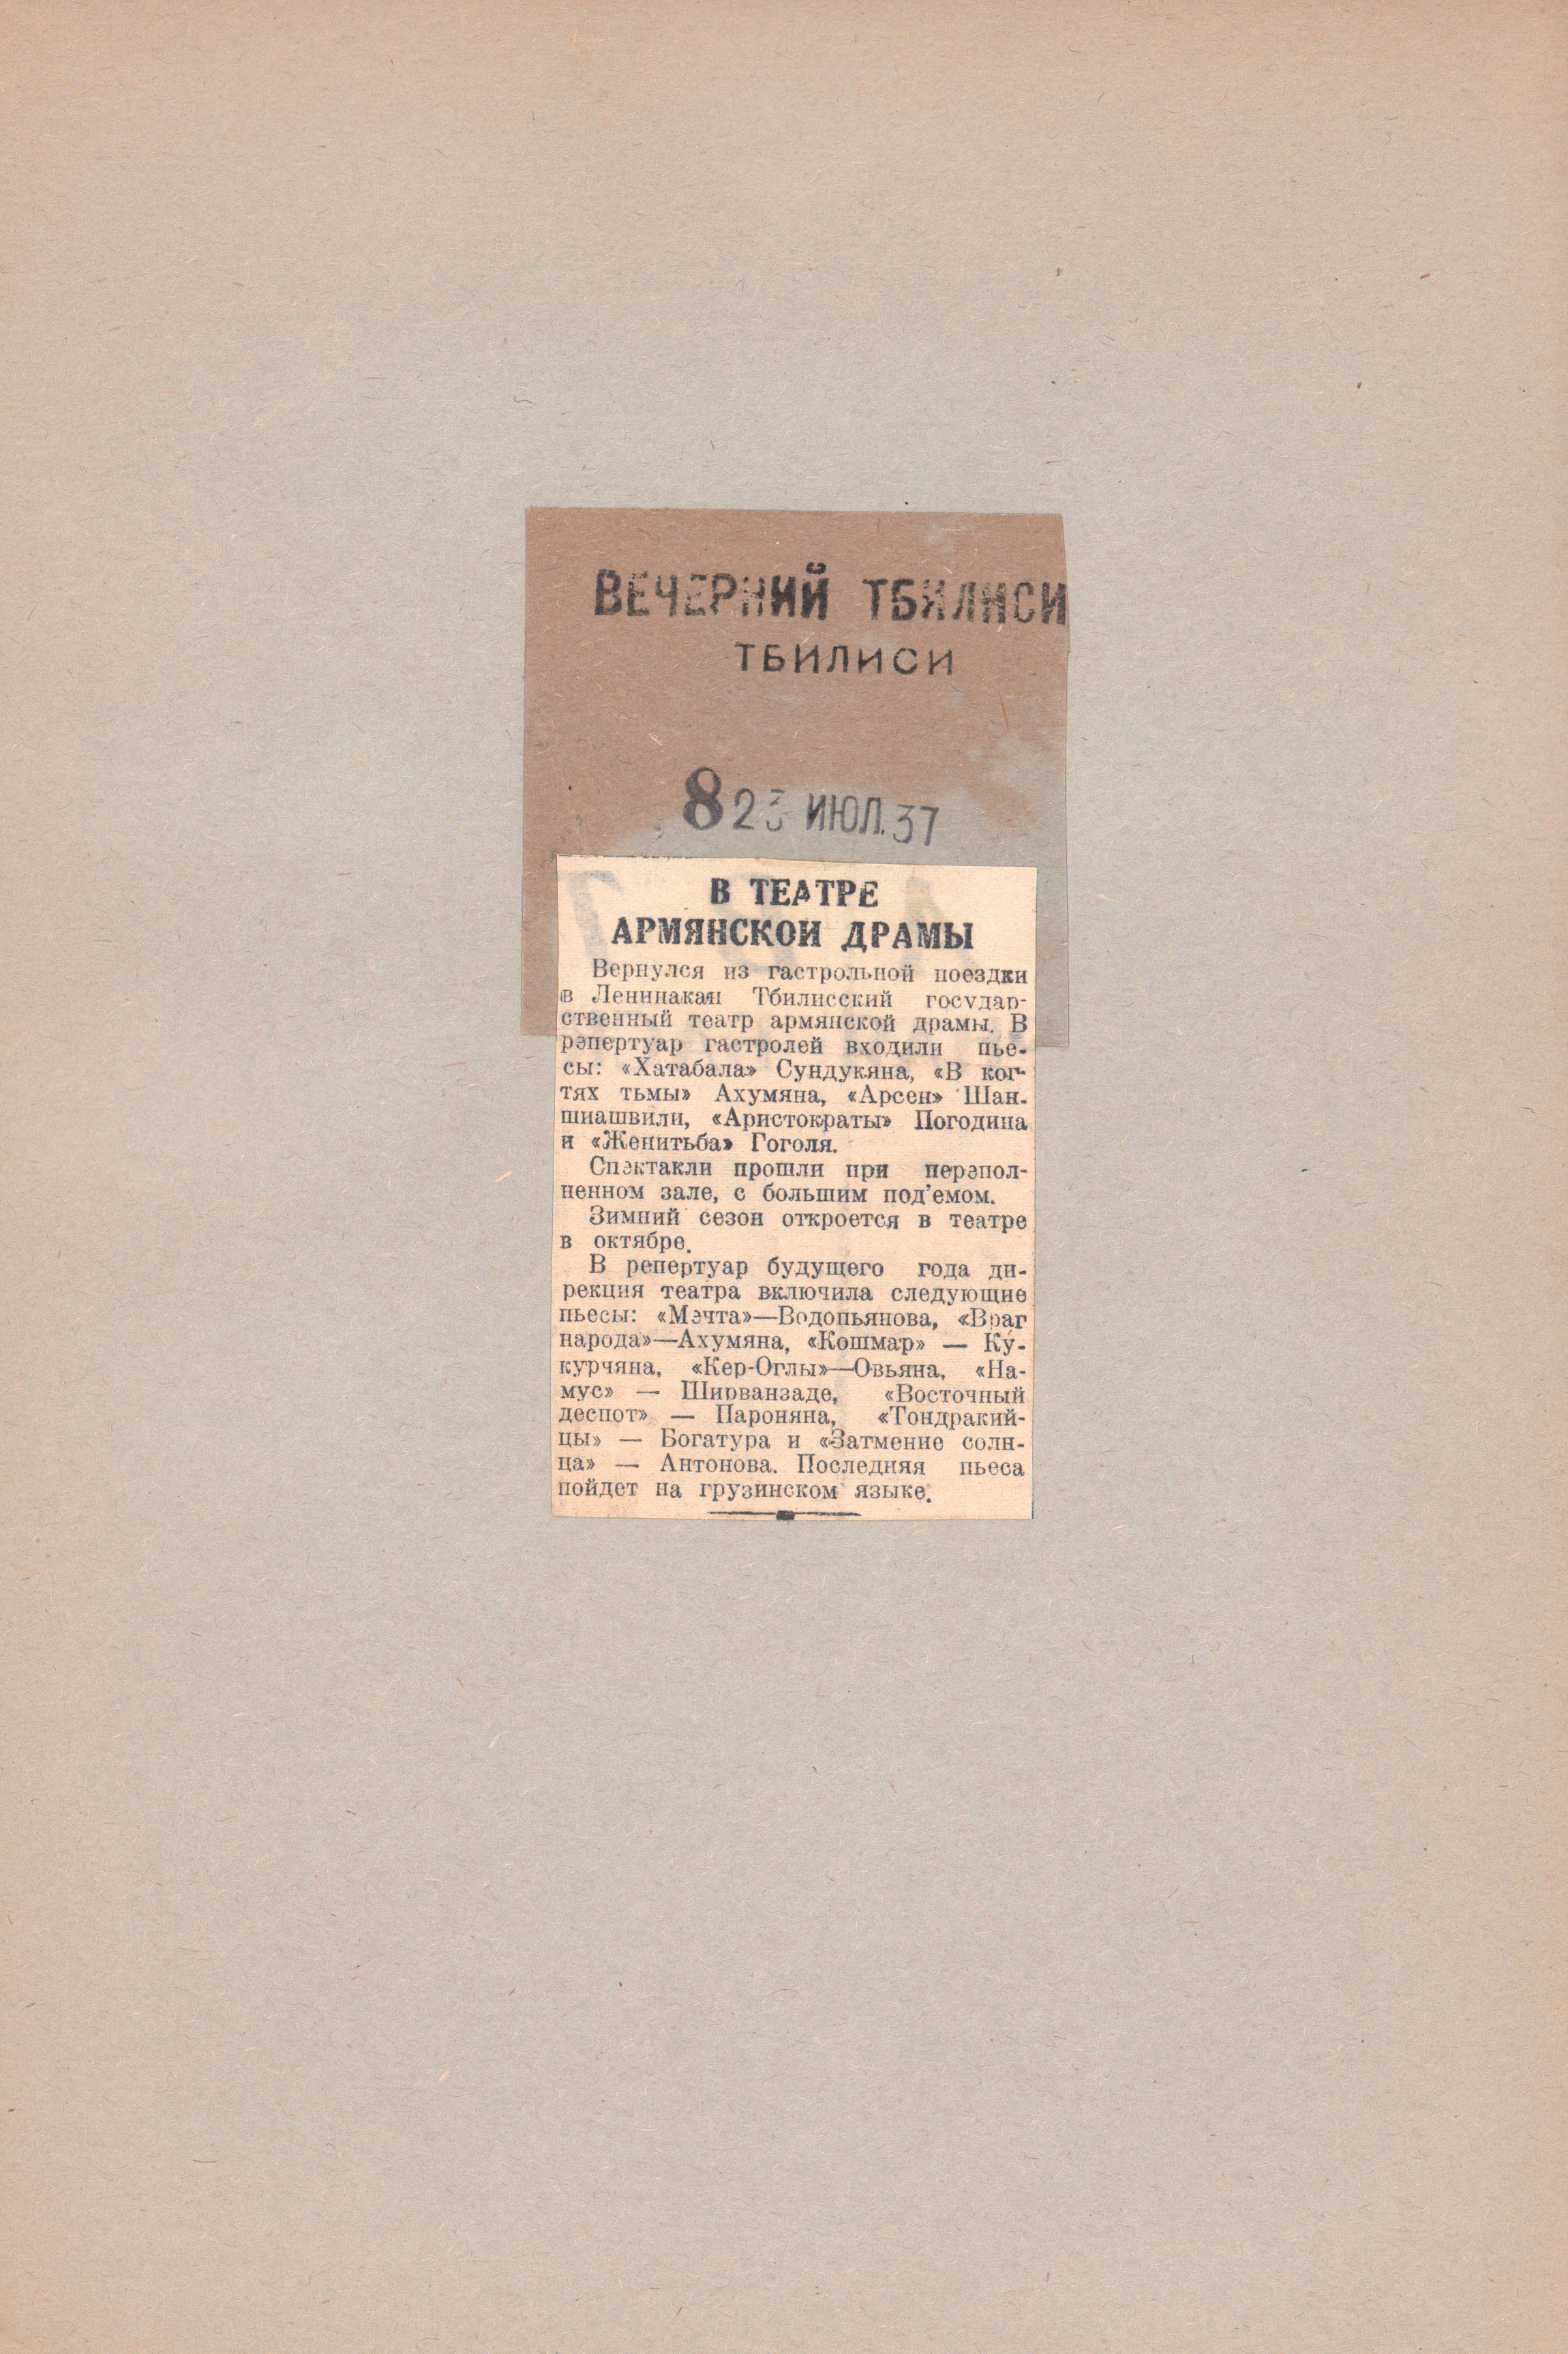 ВЕЧЕРНИЙ ТБИЛИСИ
ТБИЛИСИ
8 23 ИЮЛ. 37
В ТЕАТРЕ
АРМЯНСКОЙ ДРАМЫ
Вернулся из гастрольной поездки
в Ленинакан Тбилисский государ-
ственный театр армянской драмы. В
рэпертуар гастролей входили пье-
сы: «Хатабала» Сундукяна, «В ког-
тях тьмы» Ахумяна, «Арсен» Шан-
шиашвили, «Аристократы» Погодина
и «Женитьба» Гоголя.
Спэктакли прошли при перэпол-
ненном зале, с большим под'емом.
Зимний сезон откроется в театре
в октябре.
В репертуар будущего года ди-
рекция театра включила следующие
пьесы: «Мэчта»—Водопьянова, «Враг
народа»—Ахумяна, «Кошмар» — Ку-
курчяна, «Кер-Оглы»—Овьяна, «На-
мус» — Ширванзаде, «Восточный
деспот» — Пароняна, «Тондракий-
цы» — Богатура и «Затмение солн-
ца» — Антонова. Последняя пьеса
пойдет на грузинском языке.